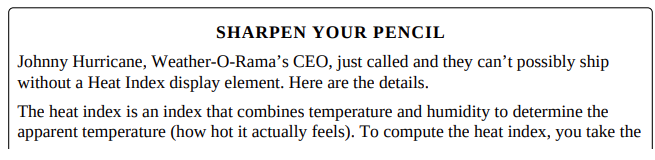 SHARPEN YOUR PENCIL
Johnny Hurricane, Weather-O-Rama’s CEO, just called and they can’t possibly ship
without a Heat Index display element. Here are the details.
The heat index is an index that combines temperature and humidity to determine the
apparent temperature (how hot it actually feels). To compute the heat index, you take the